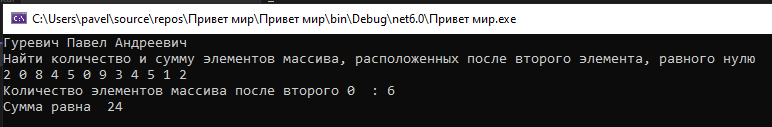 C:\Users\pavel\source\repos\Привет мир\Привет мир\bin\Debug\net6.0\Привет мир.exe
Гуревич Павел Андреевич
Найти количество и сумму элементов массива, расположенных после второго элемента, равного нулю
2 0 8 4 5 0 9 3 4 5 1 2
Количество элементов массива после второго 0  : 6
Сумма равна  24